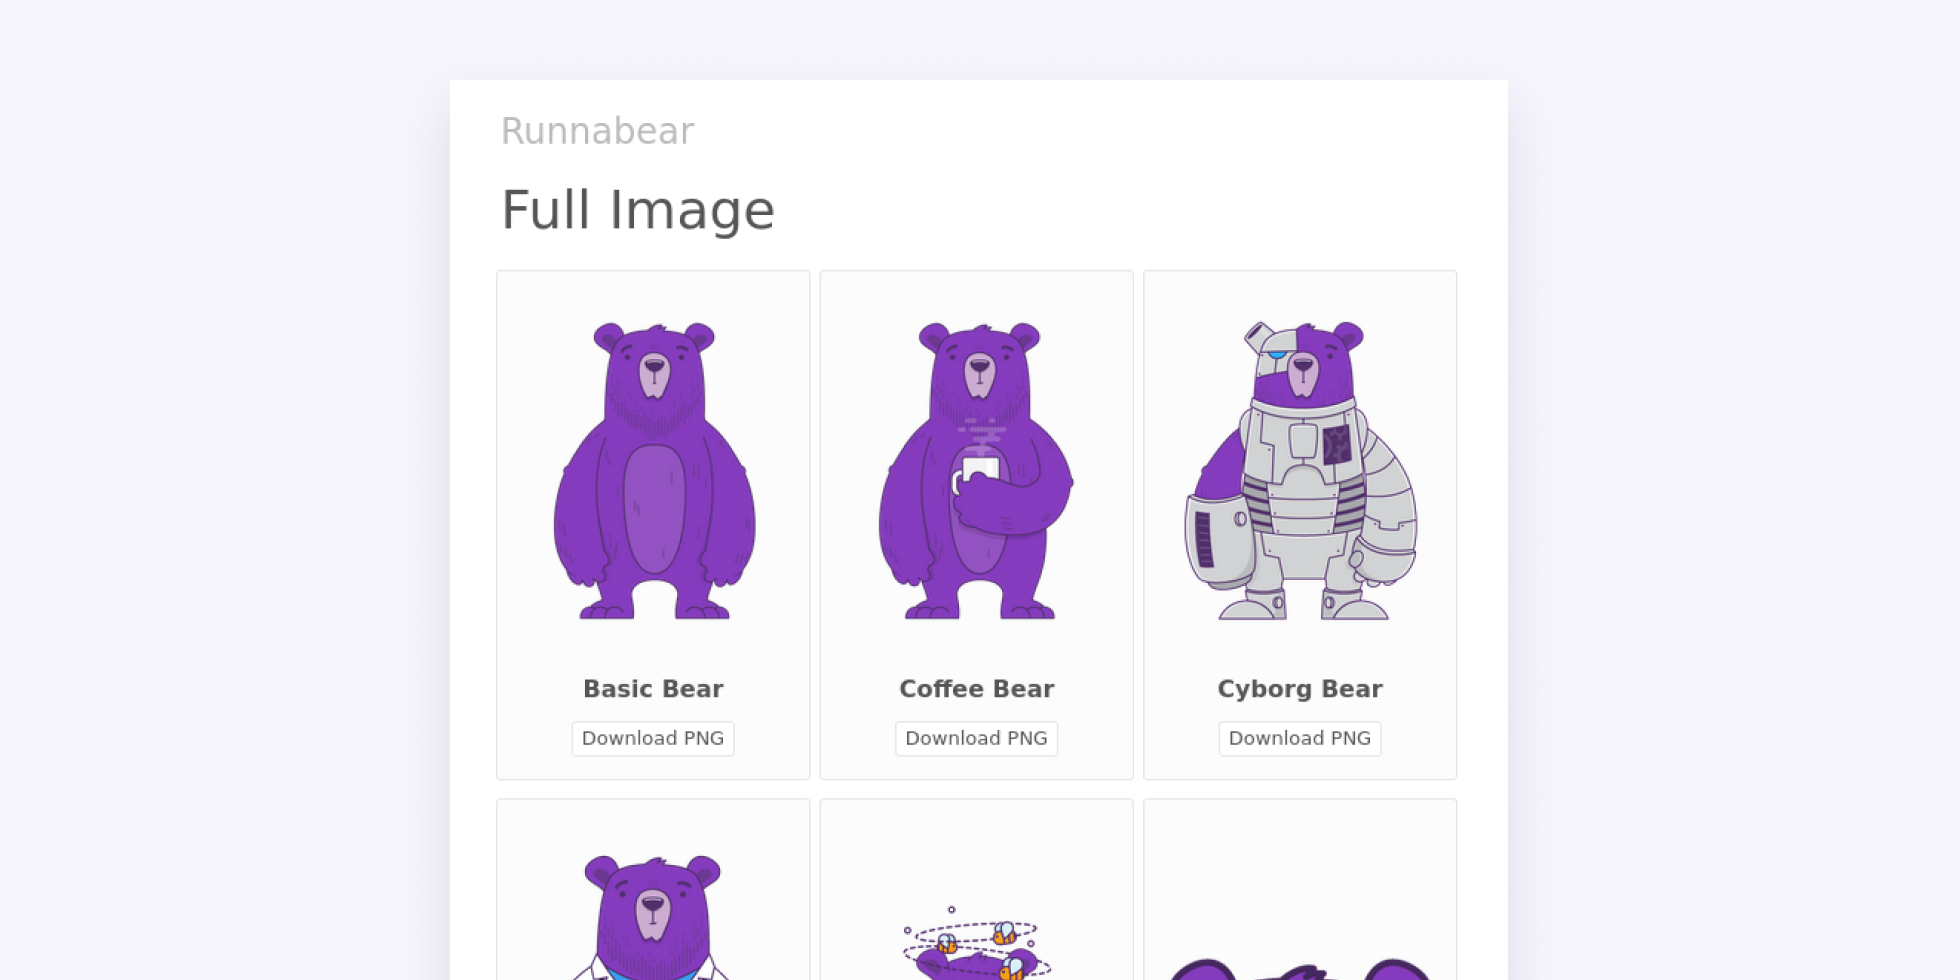 Runnabear
Full Image
Basic Bear
Coffee Bear
Cyborg Bear
Download PNG
Download PNG
Download PNG